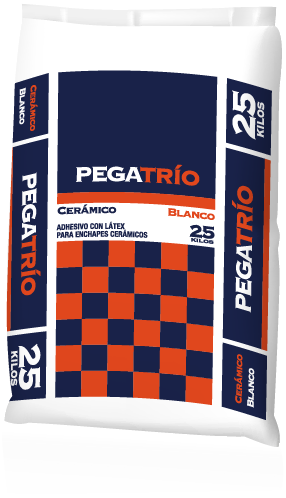 PEGATRÍO
CERÁMICO BLANCO
ADHESIVO CON LÁTEX
PARA ENCHAPES CERÁMICOS
25
KILOS
CERÁMICO
BLANCO
PEGATRÍO
25
KILOS
25
KILOS
PEGATRÍO
CERÁMICO
BLANCO